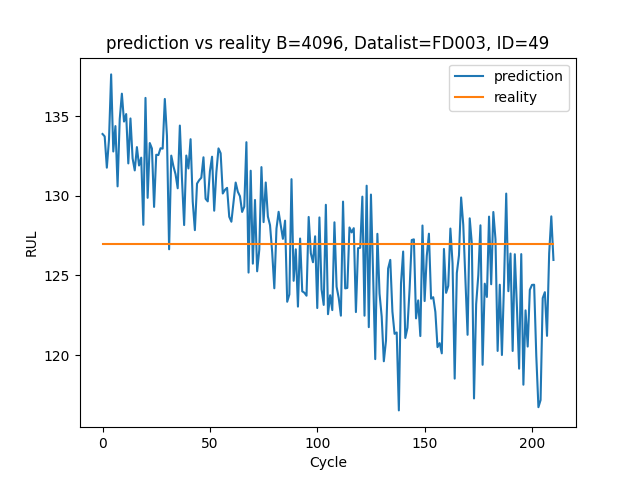 prediction vs reality B=4096, Datalist=FD003, ID=49
prediction
reality
135
130
125
120
RUL
0
50
100
150
200
Cycle